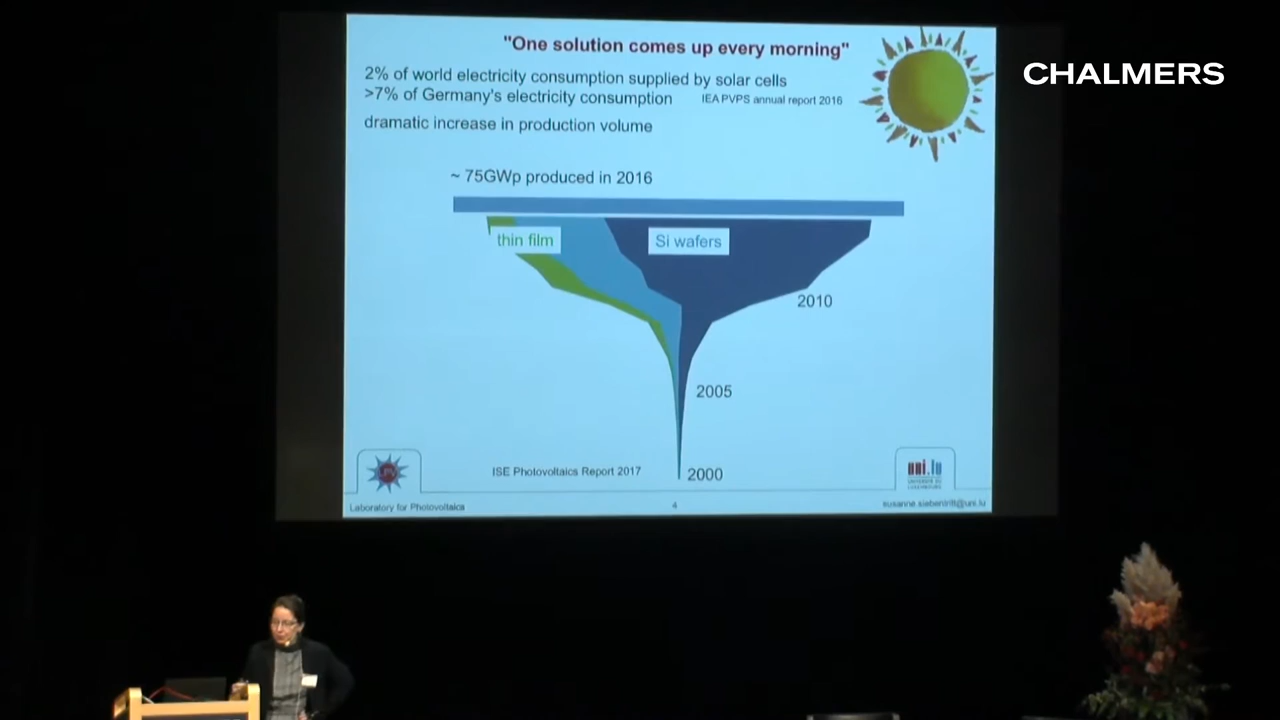 "One solution comes up every morning"
CHALMERS
2% of world electricity consumption supplied by solar cells
>7% of Germany's electricity consumption
IEA PVPS annual report 2016
dramatic increase in production volume
~ 75GWp produced in 2016
thin film
Si wafers
2010
2005
ISE Photovoltaics Report 2017
2000
uni.lu
Laboratory for Photovoltaics
4
susanne.siebentritt@uni.lu